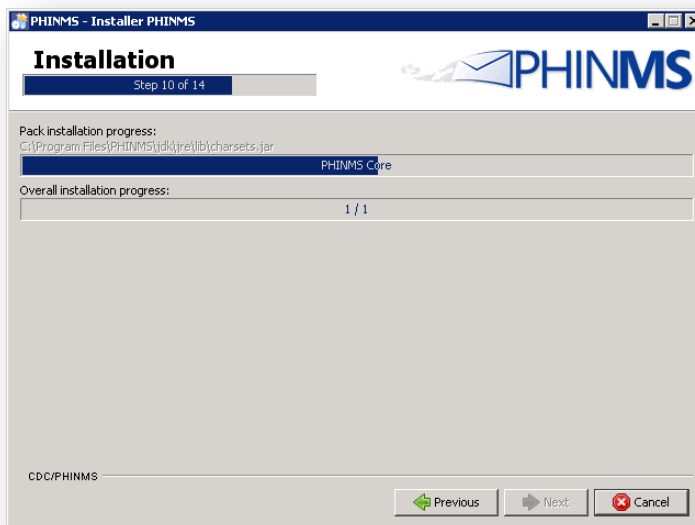 PHINMS - Installer PHINMS
Installation
Step 10 of 14
PHINMS
Pack installation progress:
C:\Program Files\PHINMS\jdk\jre\lib\charsets.jar
PHINMS Core
Overall installation progress:
1 / 1
CDC/PHINMS
Previous
Next
Cancel